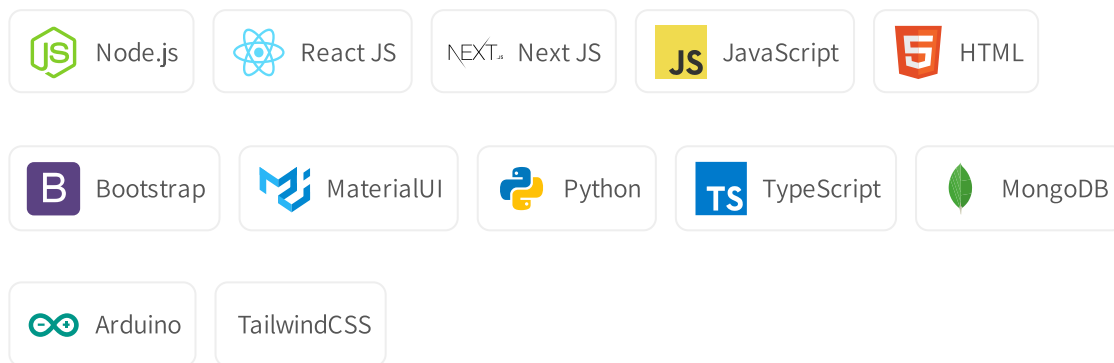 Node.js React JS NEXT.JS Next JS JS JavaScript 5 HTML
B Bootstrap MaterialUI Python TS TypeScript MongoDB
Arduino TailwindCSS